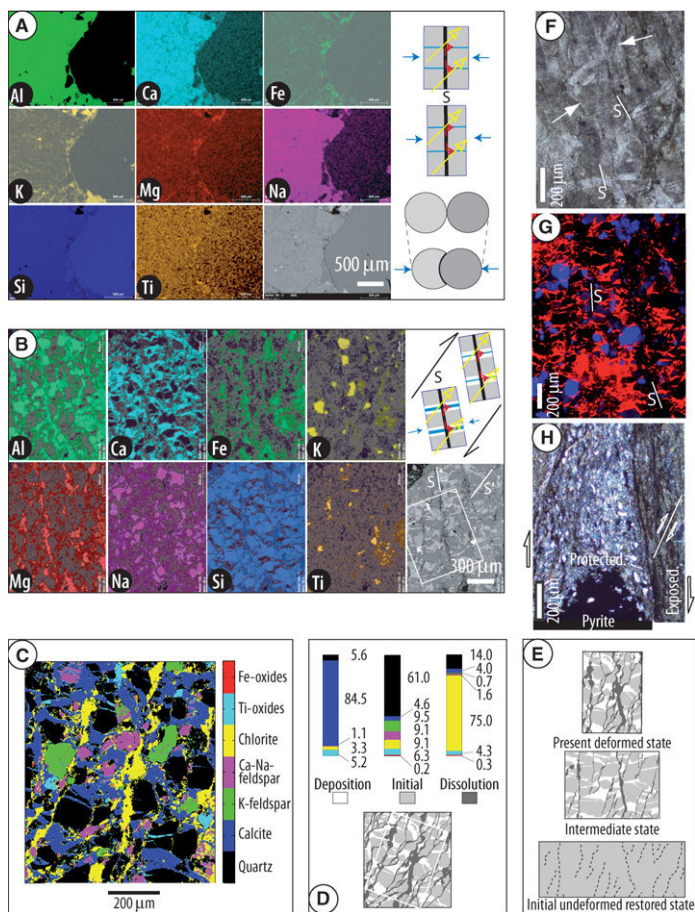 A
Al
Ca
Fe
K
Mg
Na
Si
Ti
500 μm
S
B
Al
Ca
Fe
K
Mg
Na
Si
Ti
S
S
S'
300 μm
C
Fe-oxides
Ti-oxides
Chlorite
Ca-Na-
feldspar
K-feldspar
Calcite
Quartz
200 μm
5.6
84.5
1.1
3.3
5.2
61.0
4.6
9.5
9.1
9.1
6.3
0.2
14.0
4.0
0.7
1.6
75.0
4.3
0.3
Deposition
Initial
Dissolution
D
E
Present deformed state
Intermediate state
Initial undeformed restored state
F
S
S
200 μm
G
S
S
200 μm
H
Protected.
Exposed.
200 μm
Pyrite